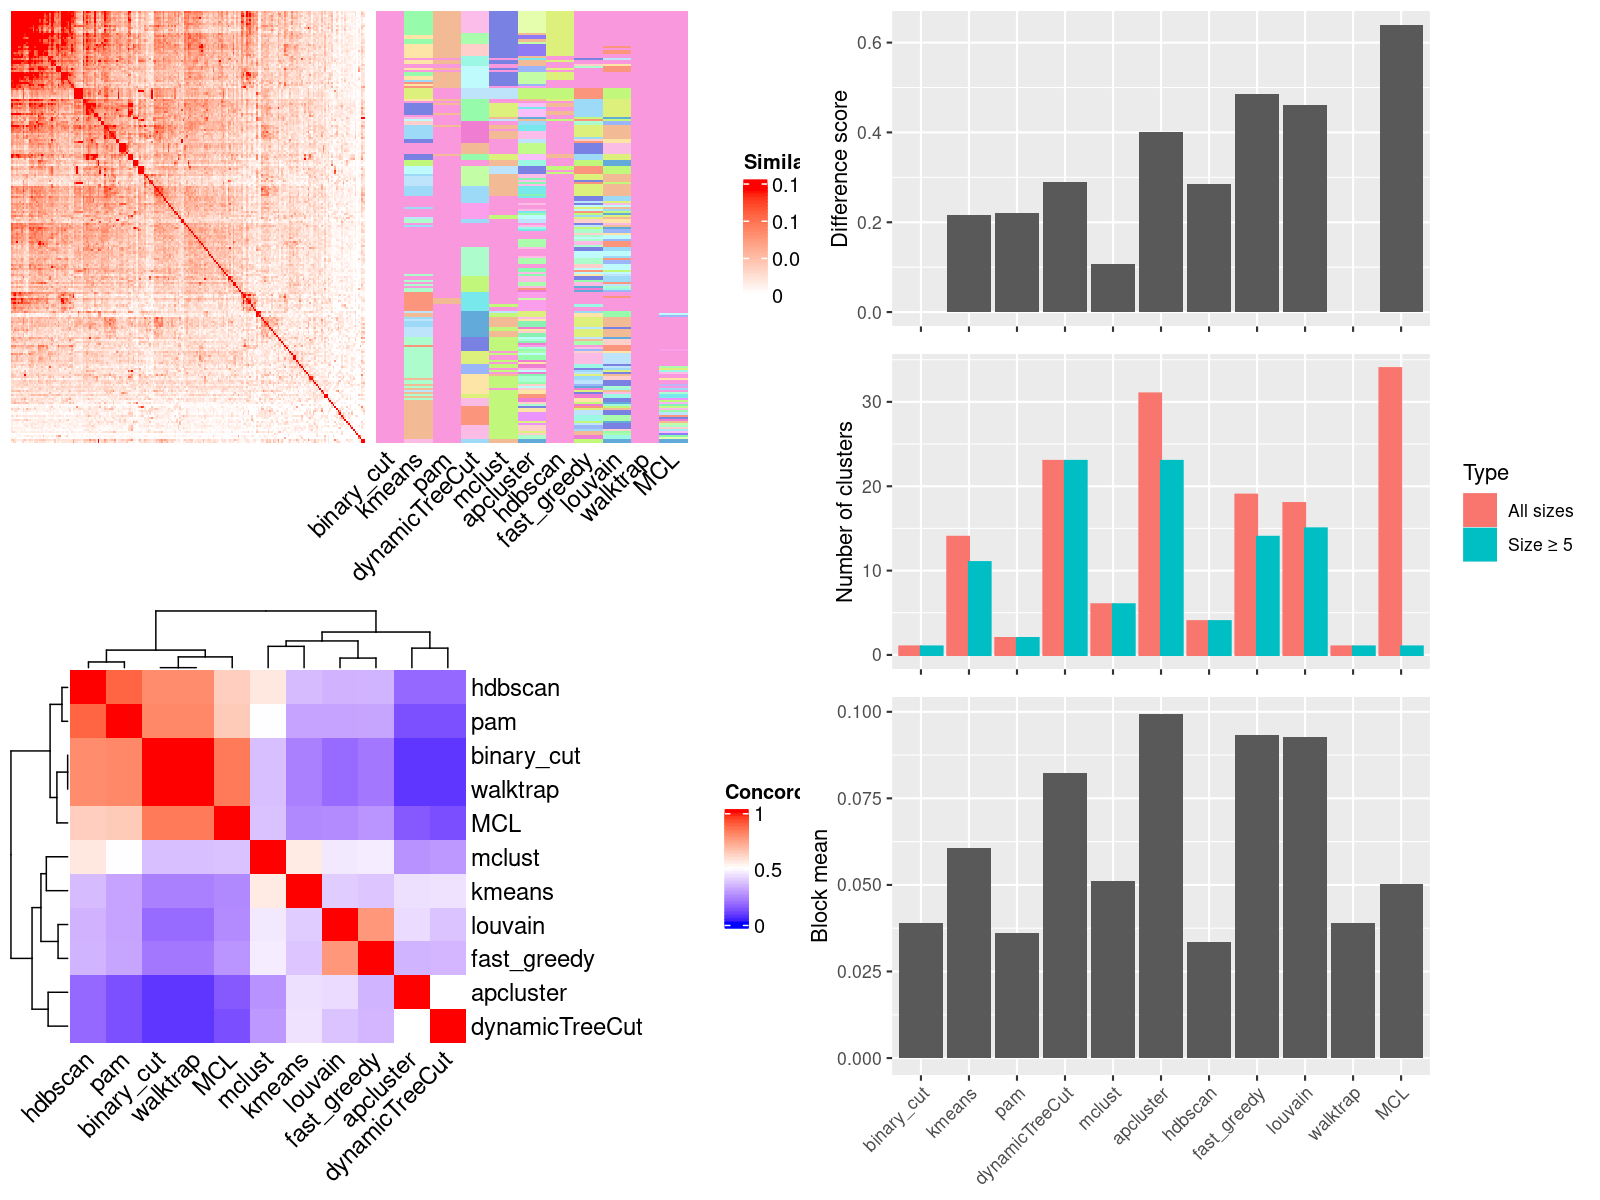 Simila
0.1
0.1
0.0
0
binary_cut
kmeans
pam
dynamicTreeCut
mclust
apcluster
hdbscan
fast_greedy
louvain
walktrap
MCL
hdbscan
pam
binary_cut
walktrap
MCL
mclust
kmeans
louvain
fast_greedy
apcluster
dynamicTreeCut
hdbscan
pam
binary_cut
walktrap
MCL
mclust
kmeans
louvain
fast_greedy
apcluster
dynamicTreeCut
Concord
1
0.5
0
Difference score
0.6
0.4
0.2
0.0
Number of clusters
30
20
10
0
Type
All sizes
Size ≥ 5
Block mean
0.100
0.075
0.050
0.025
0.000
binary_cut
kmeans
pam
dynamicTreeCut
mclust
apcluster
hdbscan
fast_greedy
louvain
walktrap
MCL